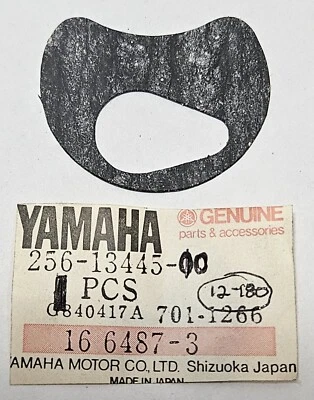 YAMAHA GENUINE
parts & accessories
256-13445-00
1 PCS 12-180
G840417A 701-1266
16 6487-3
YAMAHA MOTOR CO., LTD. Shizuoka Japan
MADE IN JAPAN